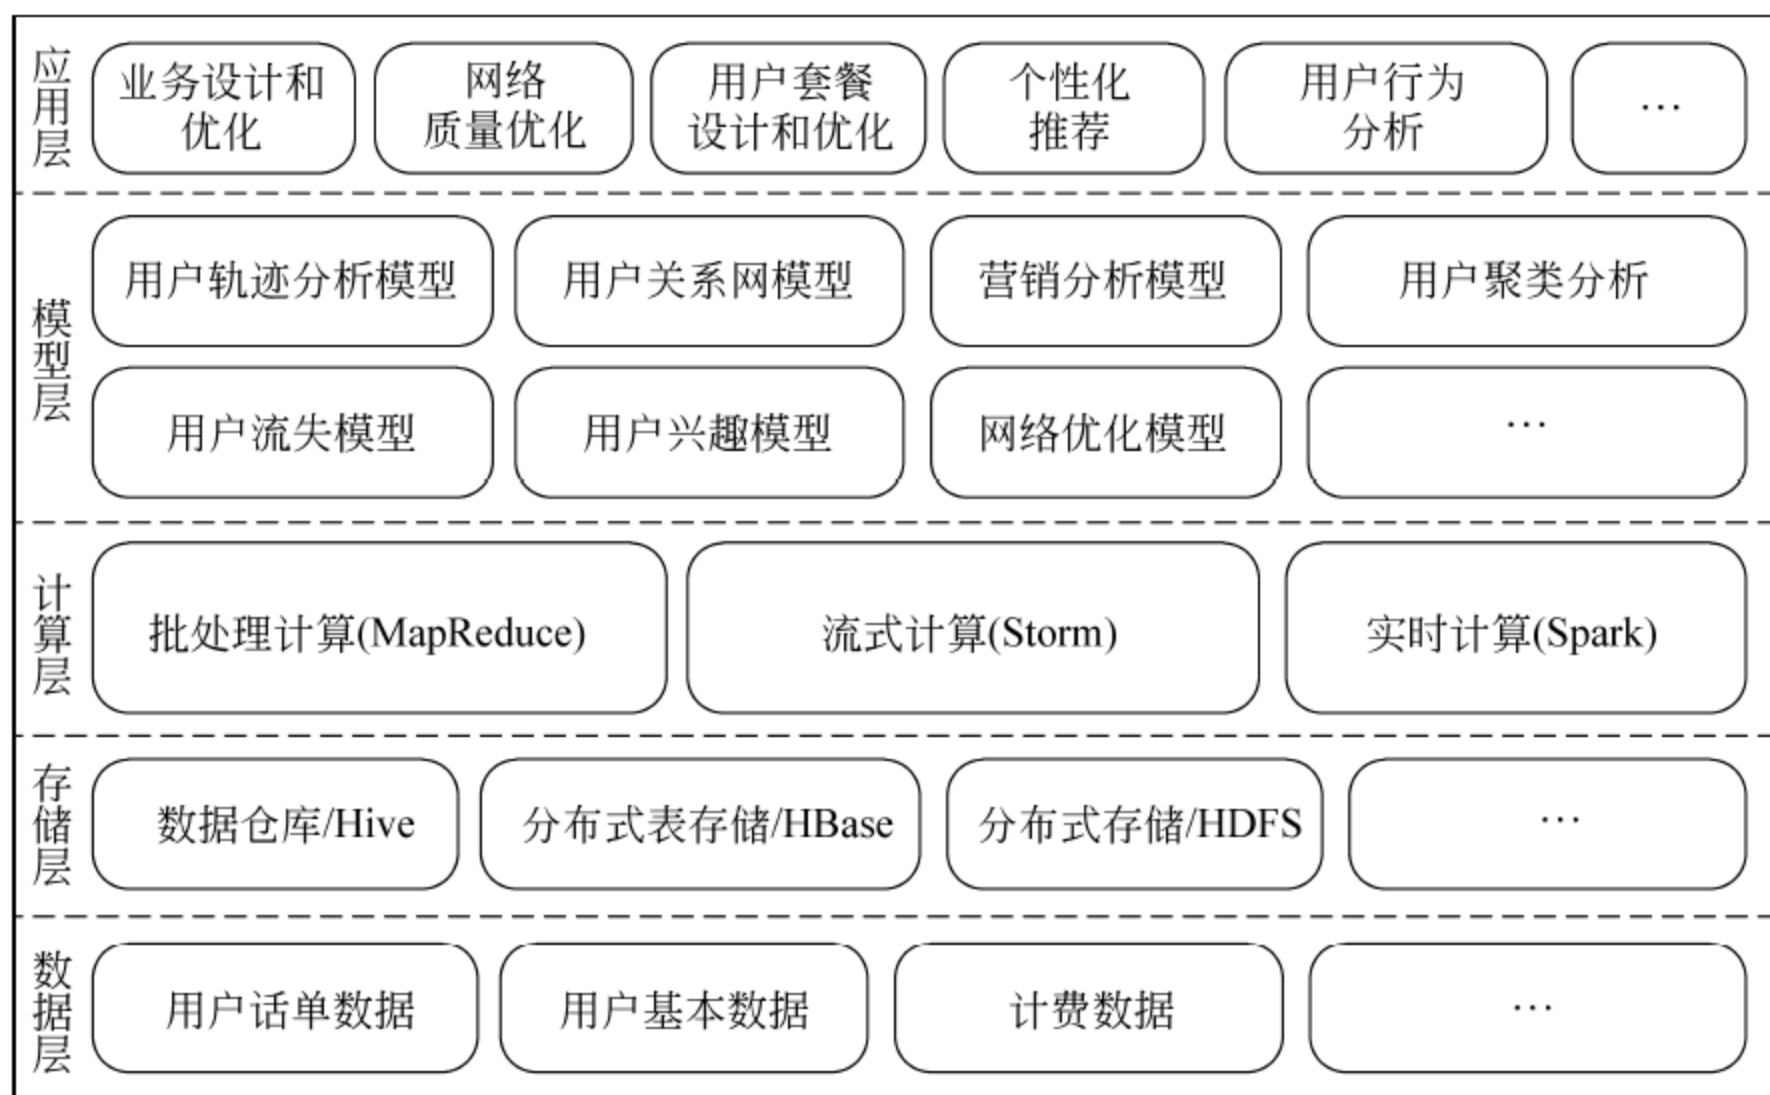 应用层
业务设计和
优化
网络
质量优化
用户套餐
设计和优化
个性化
推荐
用户行为
分析
…
模型层
用户轨迹分析模型
用户关系网模型
营销分析模型
用户聚类分析
用户流失模型
用户兴趣模型
网络优化模型
…
计算层
批处理计算(MapReduce)
流式计算(Storm)
实时计算(Spark)
存储层
数据仓库/Hive
分布式表存储/HBase
分布式存储/HDFS
…
数据层
用户话单数据
用户基本数据
计费数据
…